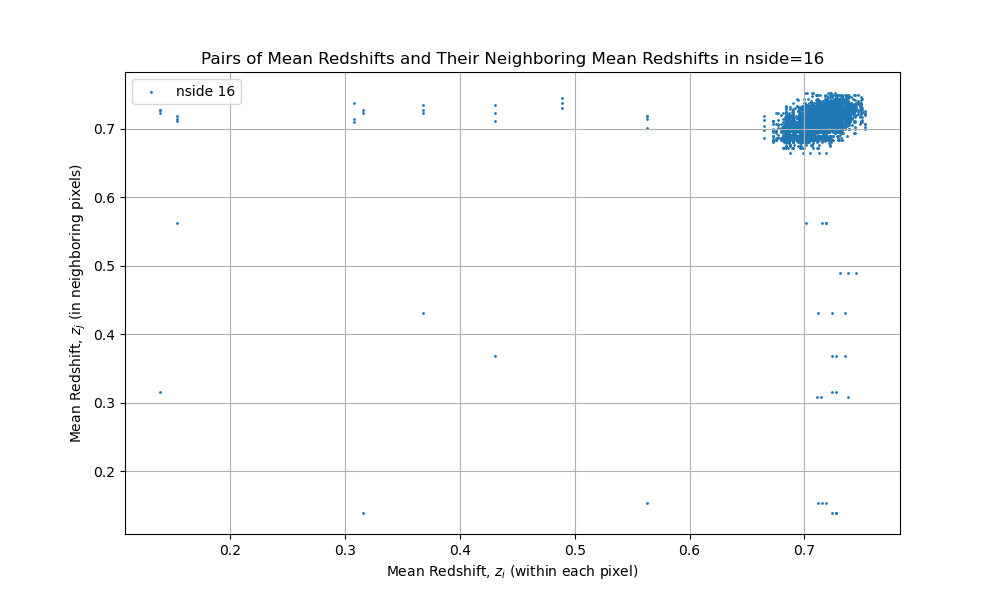 Pairs of Mean Redshifts and Their Neighboring Mean Redshifts in nside=16
nside 16
Mean Redshift, z_j (in neighboring pixels)
0.7
0.6
0.5
0.4
0.3
0.2
0.2 0.3 0.4 0.5 0.6 0.7
Mean Redshift, z_i (within each pixel)